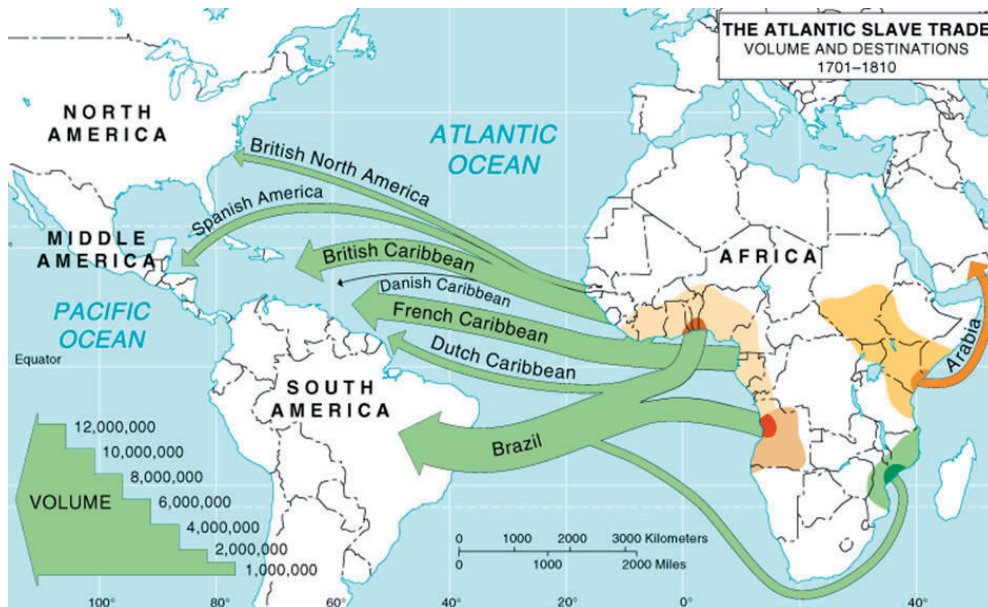 THE ATLANTIC SLAVE TRADE
VOLUME AND DESTINATIONS
1701–1810
NORTH
AMERICA
ATLANTIC
OCEAN
British North America
Spanish America
MIDDLE
AMERICA
British Caribbean
AFRICA
Danish Caribbean
PACIFIC
OCEAN
French Caribbean
Equator
Dutch Caribbean
Arabia
SOUTH
AMERICA
Brazil
12,000,000
10,000,000
8,000,000
VOLUME
6,000,000
4,000,000
2,000,000
1,000,000
0 1000 2000 3000 Kilometers
0 1000 2000 Miles
100° 80° 60° 40° 20° 0° 20° 40°